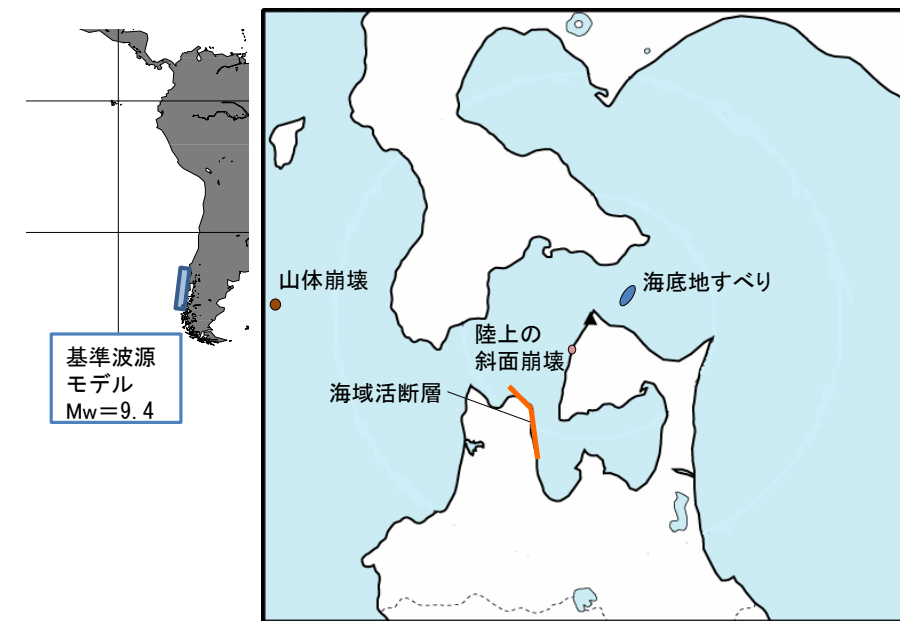 山体崩壊
海底地すべり
陸上の
斜面崩壊
海域活断層
基準波源
モデル
Mw＝9.4